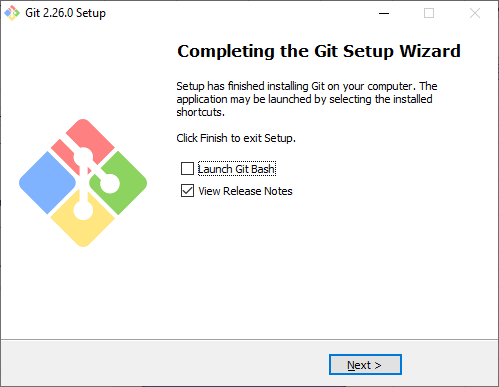 Git 2.26.0 Setup
Completing the Git Setup Wizard
Setup has finished installing Git on your computer. The
application may be launched by selecting the installed
shortcuts.
Click Finish to exit Setup.
Launch Git Bash
View Release Notes
Next >